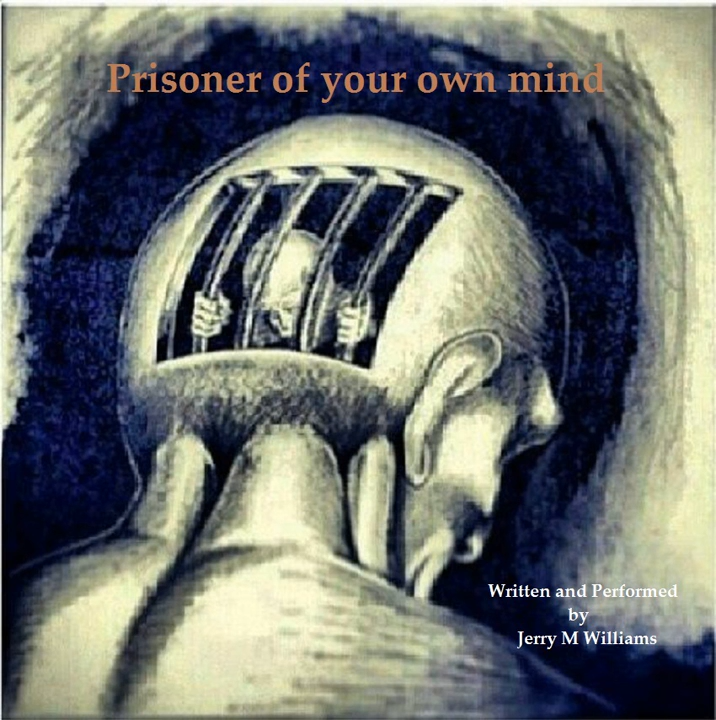 Prisoner of your own mind
Written and Performed
by
Jerry M Williams